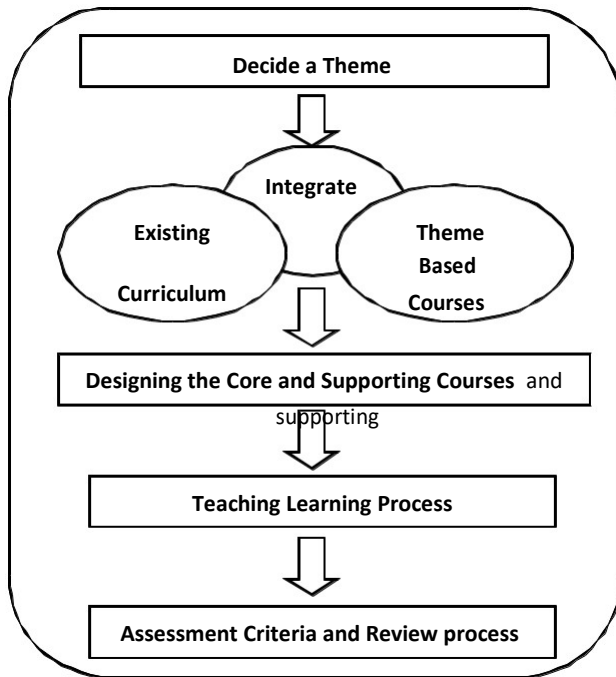 Decide a Theme
Integrate
Existing
Curriculum
Theme
Based
Courses
Designing the Core and Supporting Courses and
supporting
Teaching Learning Process
Assessment Criteria and Review process